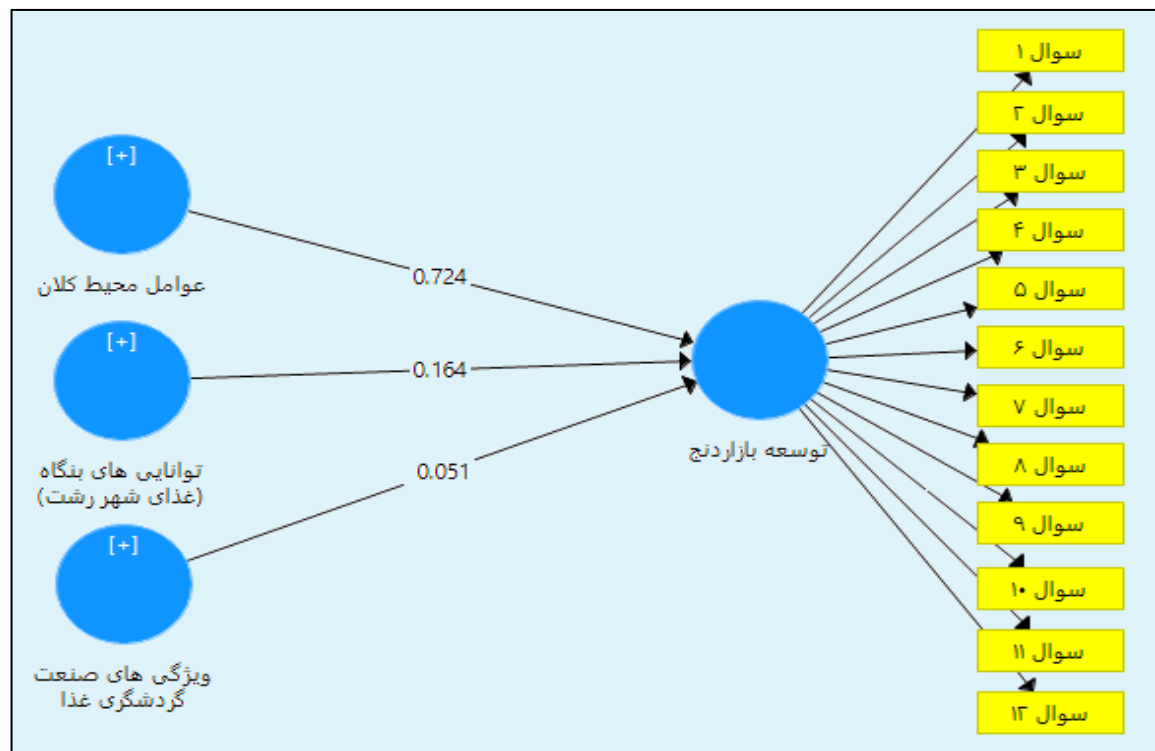 [+]
عوامل محیط کلان
[+]
توانایی های بنگاه
(غذای شهر رشت)
[+]
ویژگی های صنعت
گردشگری غذا
0.724
0.164
0.051
توسعه بازاردنج
سوال ۱
سوال ۲
سوال ۳
سوال ۴
سوال ۵
سوال ۶
سوال ۷
سوال ۸
سوال ۹
سوال ۱۰
سوال ۱۱
سوال ۱۲